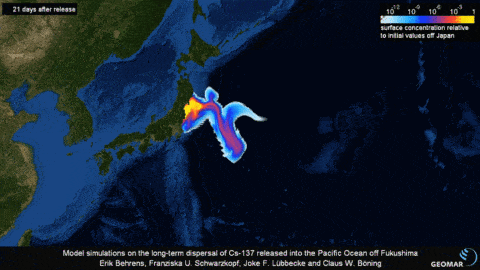 21 days after release
10⁻¹² 10⁻⁹ 10⁻⁶ 10⁻³ 1
surface concentration relative
to initial values off Japan
Model simulations on the long-term dispersal of Cs-137 released into the Pacific Ocean off Fukushima
Erik Behrens, Franziska U. Schwarzkopf, Joke F. Lübbecke and Claus W. Böning
GEOMAR